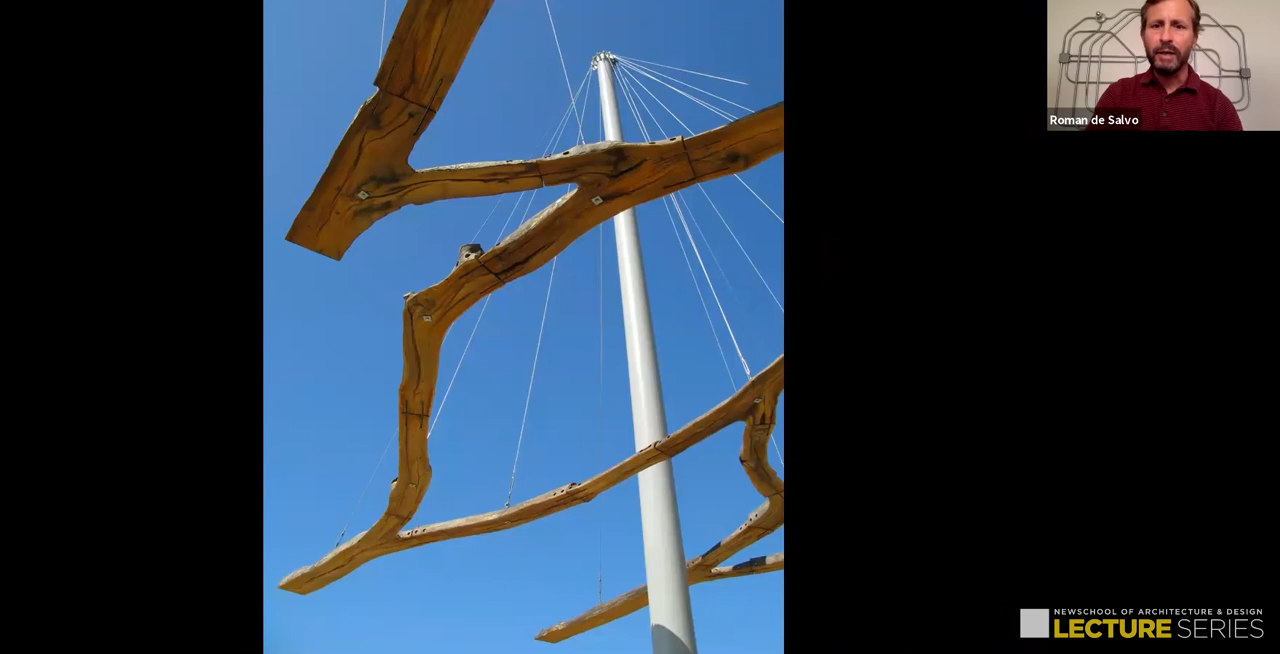 Roman de Salvo
NEWSCHOOL OF ARCHITECTURE & DESIGN
LECTURE SERIES